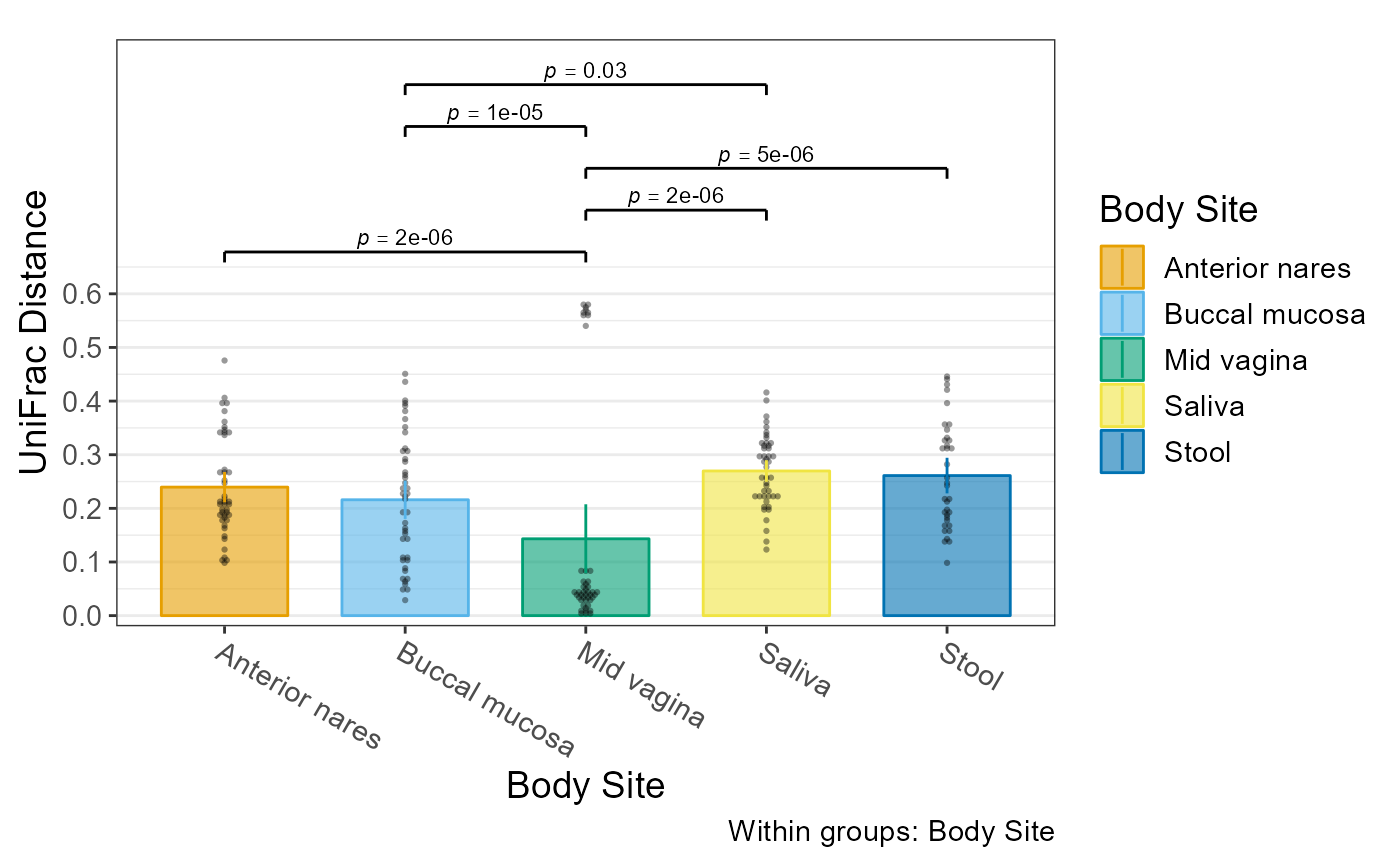 p = 0.03
p = 1e-05
p = 5e-06
p = 2e-06
p = 2e-06
UniFrac Distance
0.6
0.5
0.4
0.3
0.2
0.1
0.0
Anterior nares
Buccal mucosa
Mid vagina
Saliva
Stool
Body Site
Within groups: Body Site
Body Site
Anterior nares
Buccal mucosa
Mid vagina
Saliva
Stool